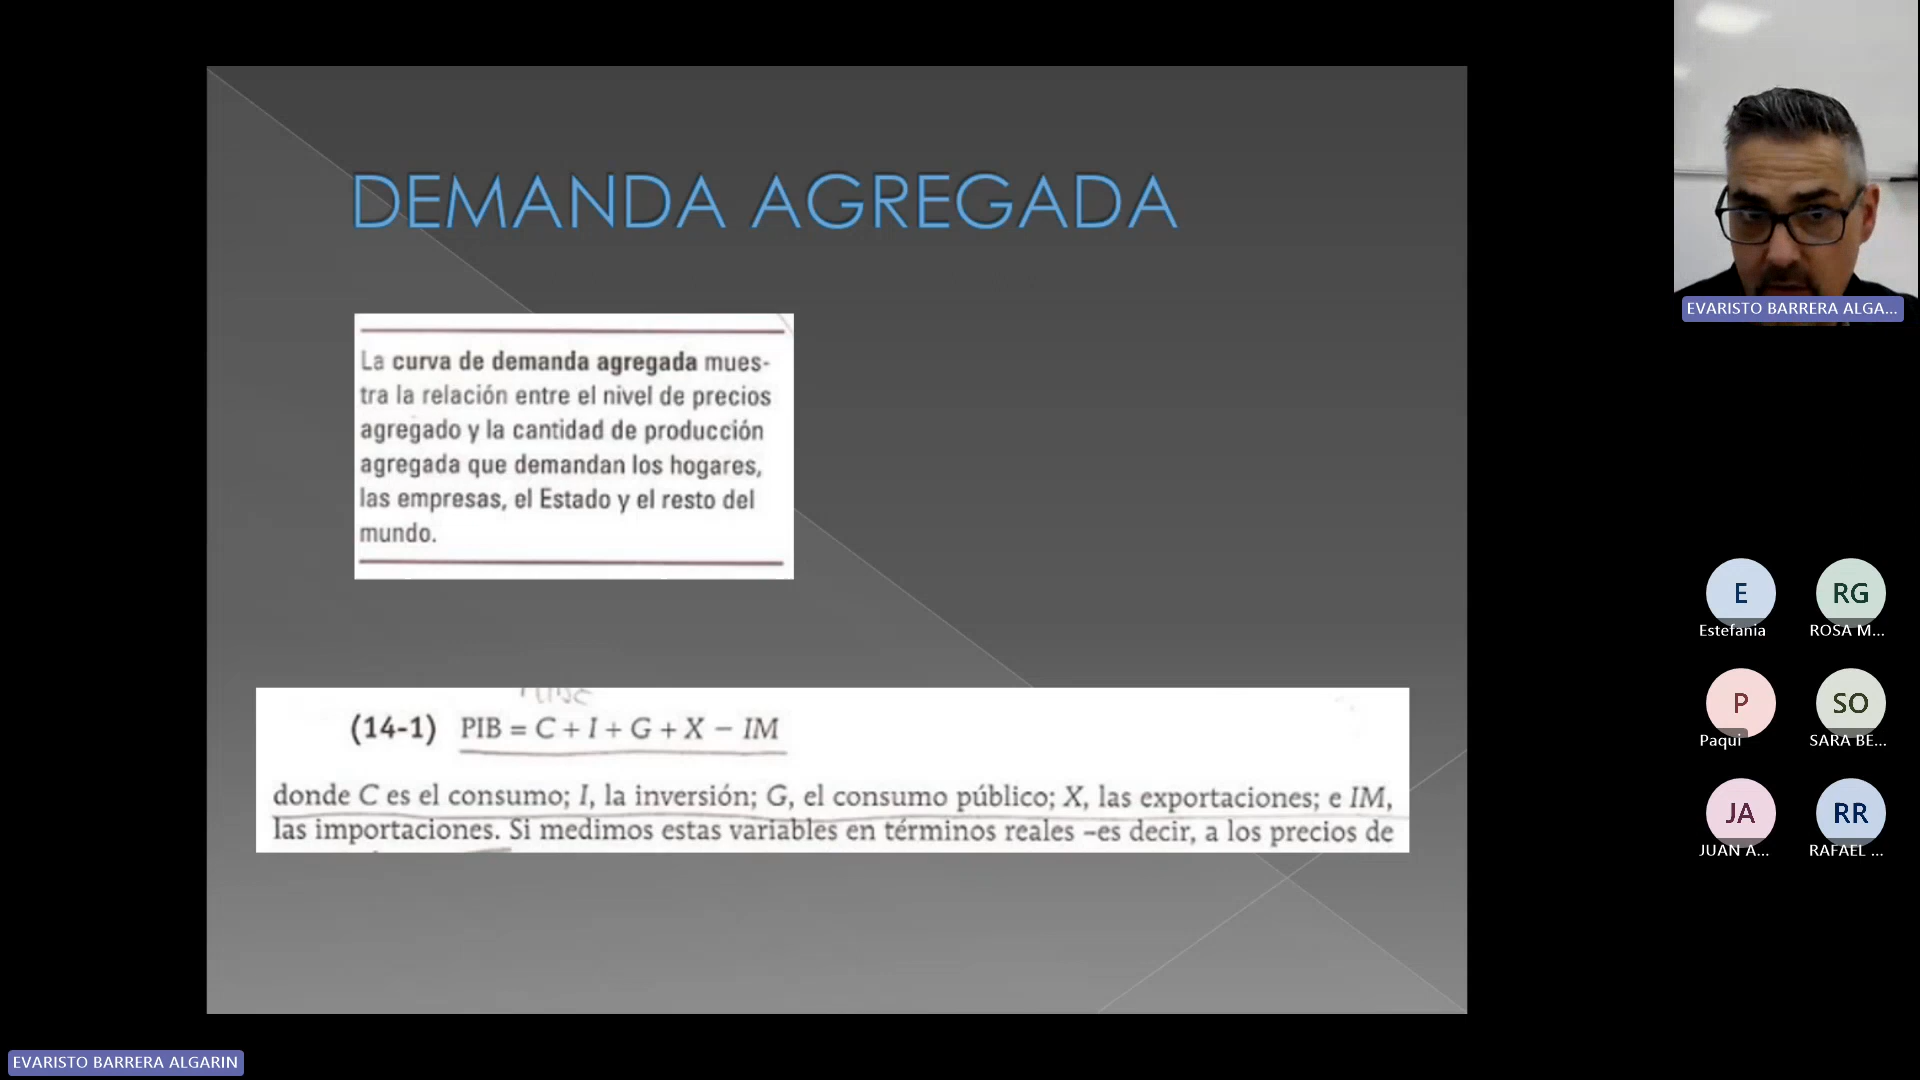 DEMANDA AGREGADA
La curva de demanda agregada mues-
tra la relación entre el nivel de precios
agregado y la cantidad de producción
agregada que demandan los hogares,
las empresas, el Estado y el resto del
mundo.
(14-1) PIB = C + I + G + X − IM
donde C es el consumo; I, la inversión; G, el consumo público; X, las exportaciones; e IM,
las importaciones. Si medimos estas variables en términos reales –es decir, a los precios de
EVARISTO BARRERA ALGA...
E
RG
Estefania
ROSA M...
P
SO
Paqui
SARA BE...
JA
RR
JUAN A...
RAFAEL ...
EVARISTO BARRERA ALGARIN